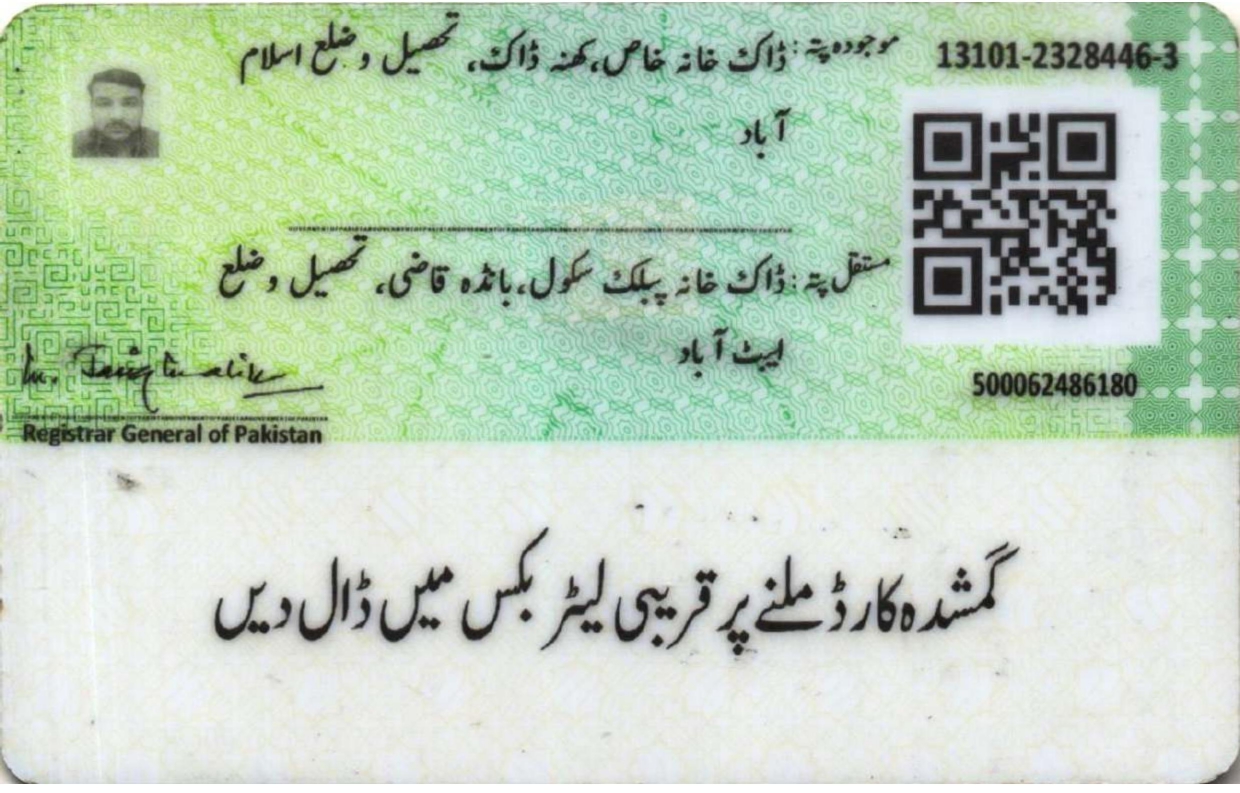 موجودہ پتہ: ڈاک خانہ خاص، کھنہ ڈاک، تحصیل و ضلع اسلام
آباد
13101-2328446-3
مستقل پتہ: ڈاک خانہ پبلک سکول، بانڈہ قاضی، تحصیل و ضلع
ایبٹ آباد
500062486180
Registrar General of Pakistan
گمشدہ کارڈ ملنے پر قریبی لیٹر بکس میں ڈال دیں